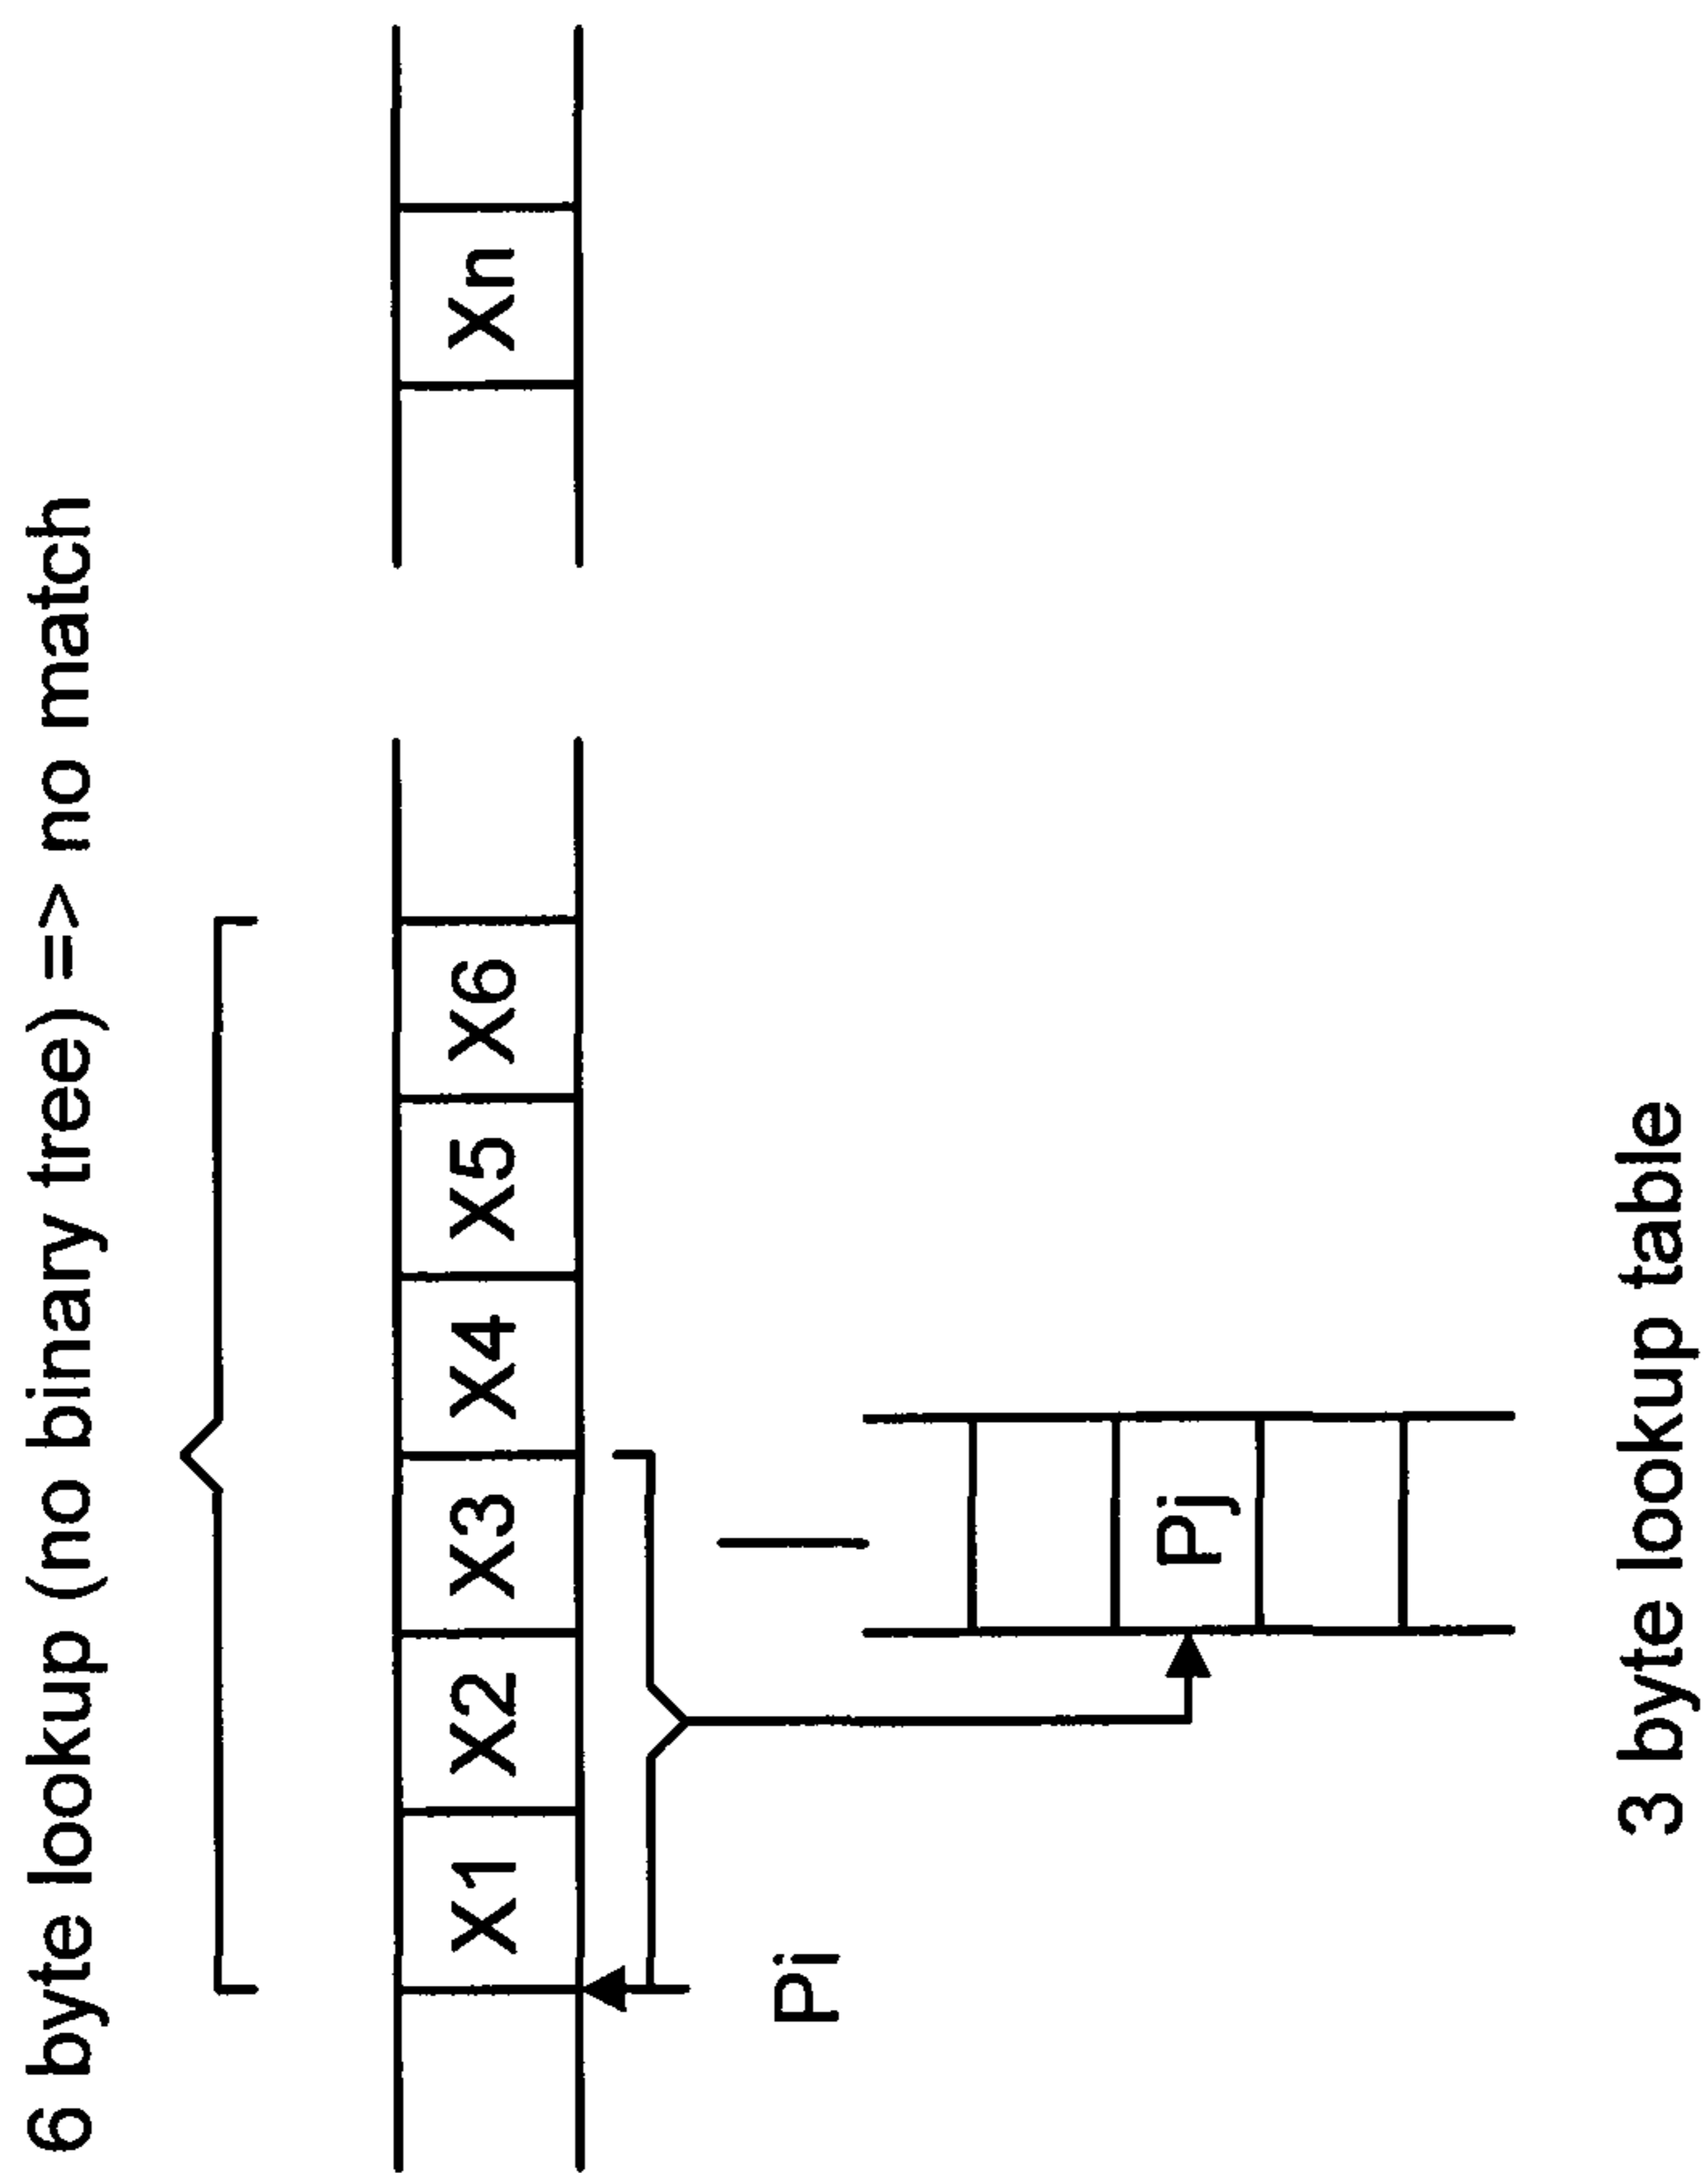 6 byte lookup (no binary tree) => no match
X1 X2 X3 X4 X5 X6 Xn
Pi
Pj
3 byte lookup table